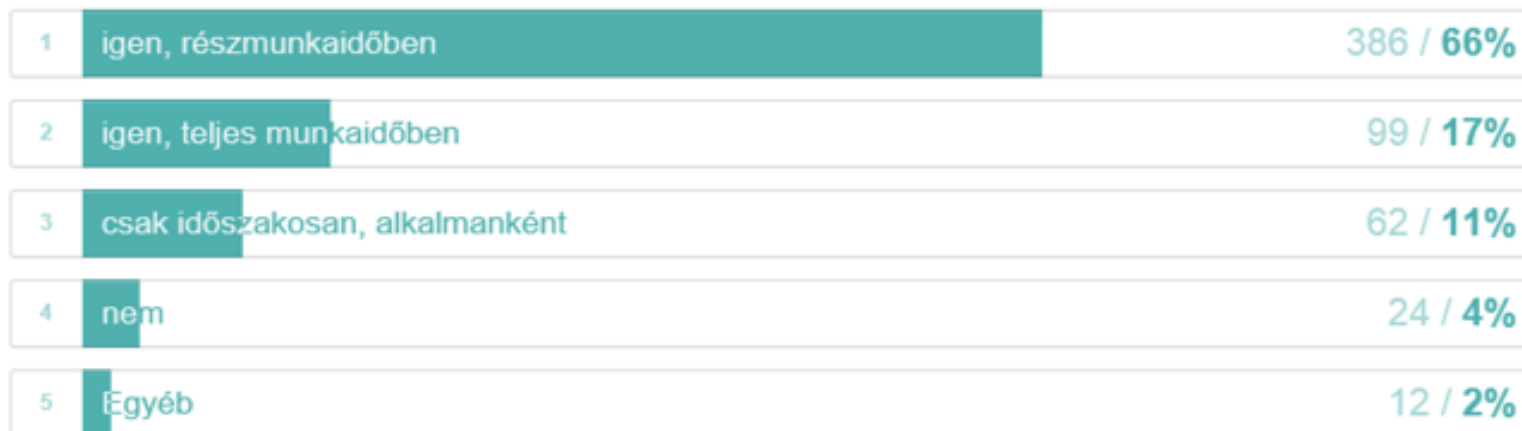 1 igen, részmunkaidőben 386 / 66%
2 igen, teljes munkaidőben 99 / 17%
3 csak időszakosan, alkalmanként 62 / 11%
4 nem 24 / 4%
5 Egyéb 12 / 2%